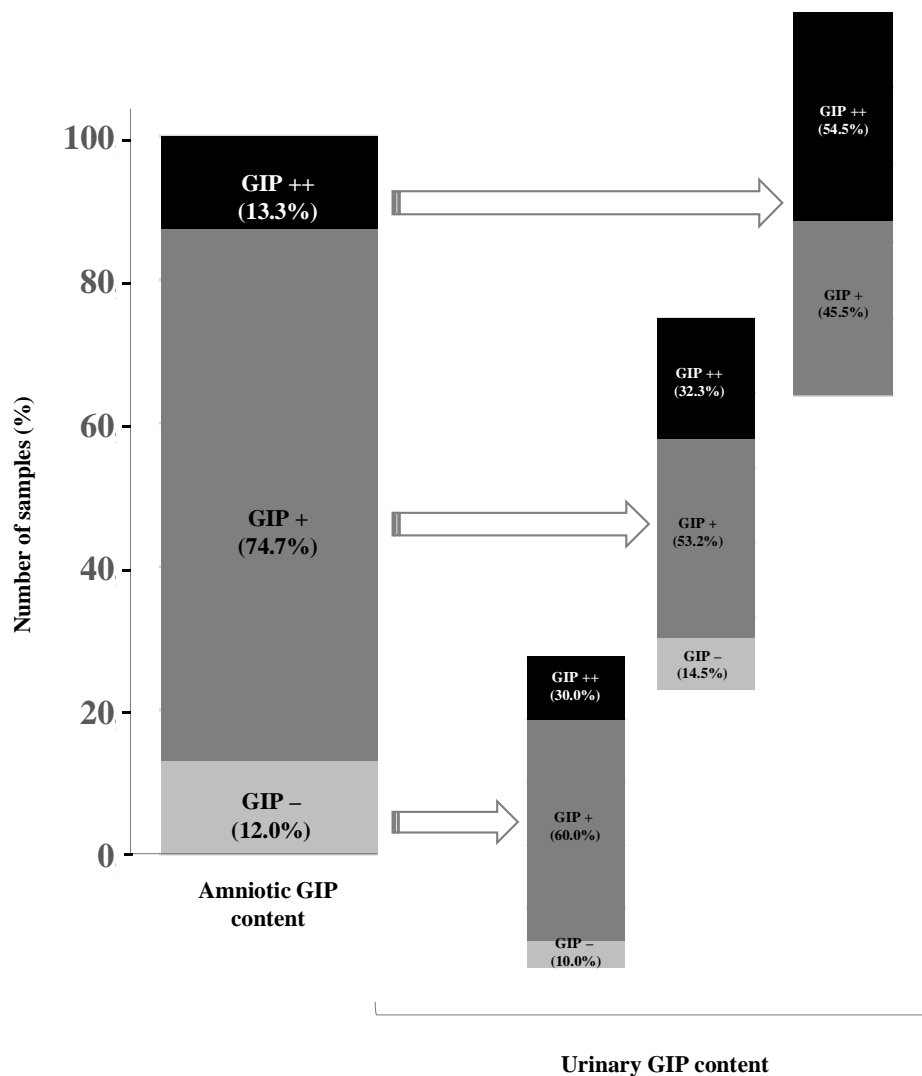 Number of samples (%)
100
80
60
40
20
0
GIP ++
(13.3%)
GIP +
(74.7%)
GIP –
(12.0%)
Amniotic GIP
content
GIP ++
(30.0%)
GIP +
(60.0%)
GIP –
(10.0%)
GIP ++
(32.3%)
GIP +
(53.2%)
GIP –
(14.5%)
GIP ++
(54.5%)
GIP +
(45.5%)
Urinary GIP content